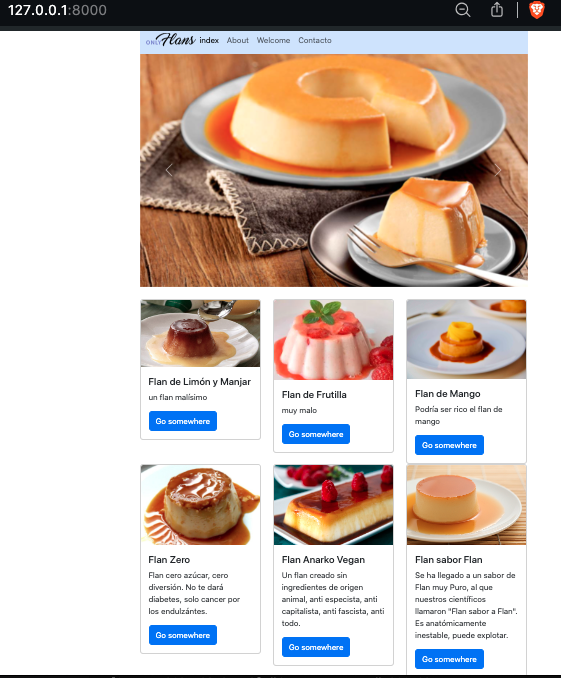 127.0.0.1:8000
ONLY Flans index About Welcome Contacto
Flan de Limón y Manjar
un flan malísimo
Go somewhere
Flan de Frutilla
muy malo
Go somewhere
Flan de Mango
Podría ser rico el flan de
mango
Go somewhere
Flan Zero
Flan cero azúcar, cero
diversión. No te dará
diabetes, solo cancer por
los endulzántes.
Go somewhere
Flan Anarko Vegan
Un flan creado sin
ingredientes de origen
animal, anti especista, anti
capitalista, anti fascista, anti
todo.
Go somewhere
Flan sabor Flan
Se ha llegado a un sabor de
Flan muy Puro, al que
nuestros científicos
llamaron "Flan sabor a Flan".
Es anatómicamente
inestable, puede explotar.
Go somewhere